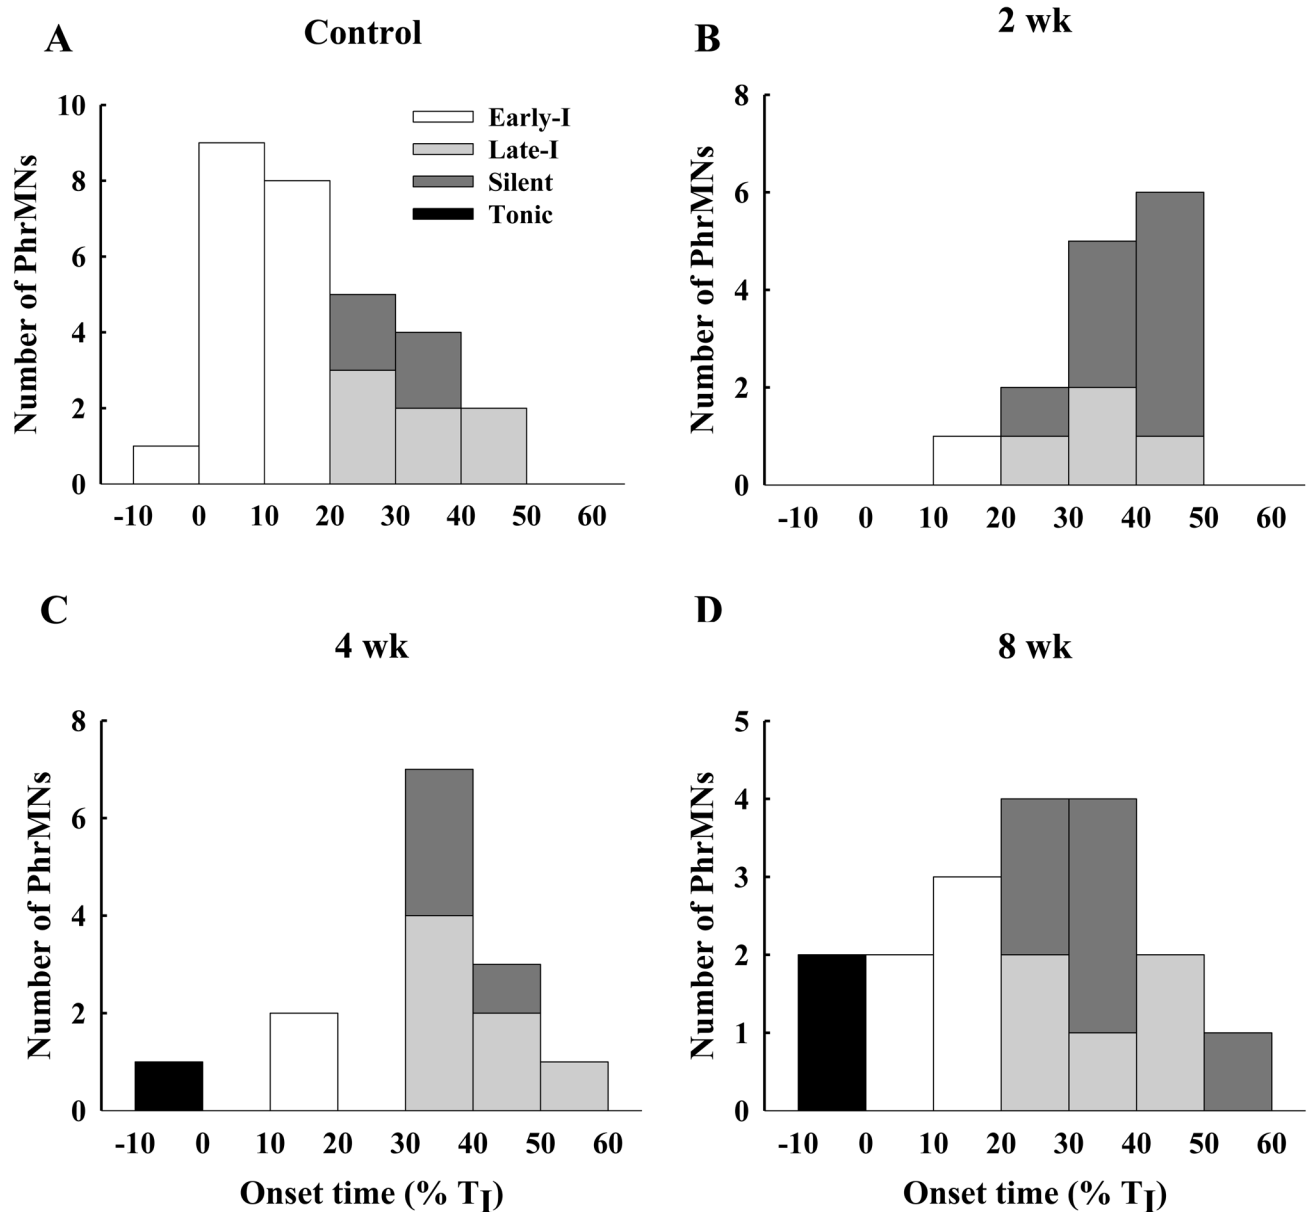 A
Control
10
8
6
4
2
0
Number of PhrMNs
Early-I
Late-I
Silent
Tonic
-10 0 10 20 30 40 50 60
B
2 wk
8
6
4
2
0
Number of PhrMNs
-10 0 10 20 30 40 50 60
C
4 wk
8
6
4
2
0
Number of PhrMNs
-10 0 10 20 30 40 50 60
Onset time (% TI)
D
8 wk
5
4
3
2
1
0
Number of PhrMNs
-10 0 10 20 30 40 50 60
Onset time (% TI)